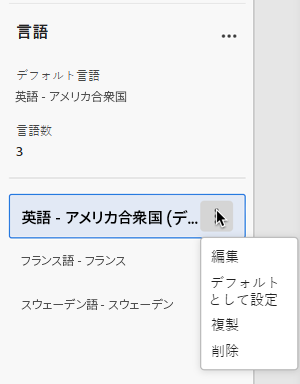 言語
デフォルト言語
英語 - アメリカ合衆国
言語数
3
英語 - アメリカ合衆国 (デ...
フランス語 - フランス
スウェーデン語 - スウェーデン
編集
デフォルト
として設定
複製
削除